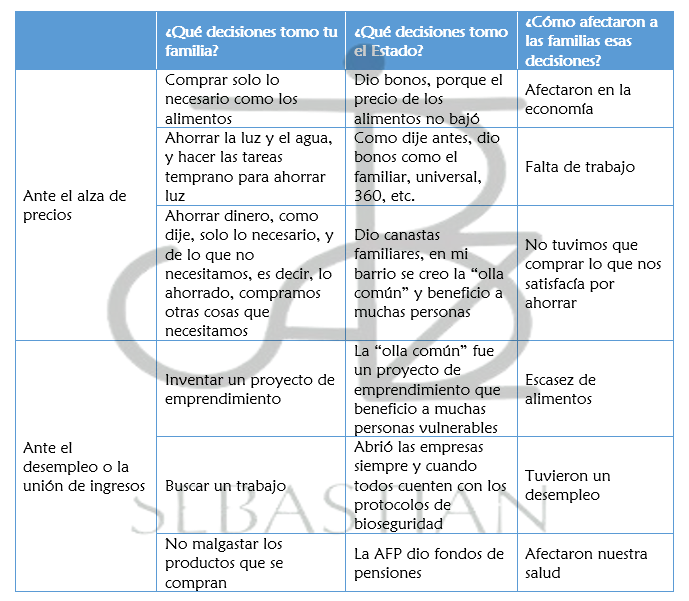 ¿Qué decisiones tomo tu
familia?
¿Qué decisiones tomo
el Estado?
¿Cómo afectaron a
las familias esas
decisiones?
Ante el alza de
precios
Comprar solo lo
necesario como los
alimentos
Dio bonos, porque el
precio de los
alimentos no bajó
Afectaron en la
economía
Ahorrar la luz y el agua,
y hacer las tareas
temprano para ahorrar
luz
Como dije antes, dio
bonos como el
familiar, universal,
360, etc.
Falta de trabajo
Ahorrar dinero, como
dije, solo lo necesario, y
de lo que no
necesitamos, es decir, lo
ahorrado, compramos
otras cosas que
necesitamos
Dio canastas
familiares, en mi
barrio se creo la “olla
común” y beneficio a
muchas personas
No tuvimos que
comprar lo que nos
satisfacía por
ahorrar
Ante el
desempleo o la
unión de ingresos
Inventar un proyecto de
emprendimiento
La “olla común” fue
un proyecto de
emprendimiento que
beneficio a muchas
personas vulnerables
Escasez de
alimentos
Buscar un trabajo
Abrió las empresas
siempre y cuando
todos cuenten con los
protocolos de
bioseguridad
Tuvieron un
desempleo
No malgastar los
productos que se
compran
La AFP dio fondos de
pensiones
Afectaron nuestra
salud
SEBASTIAN